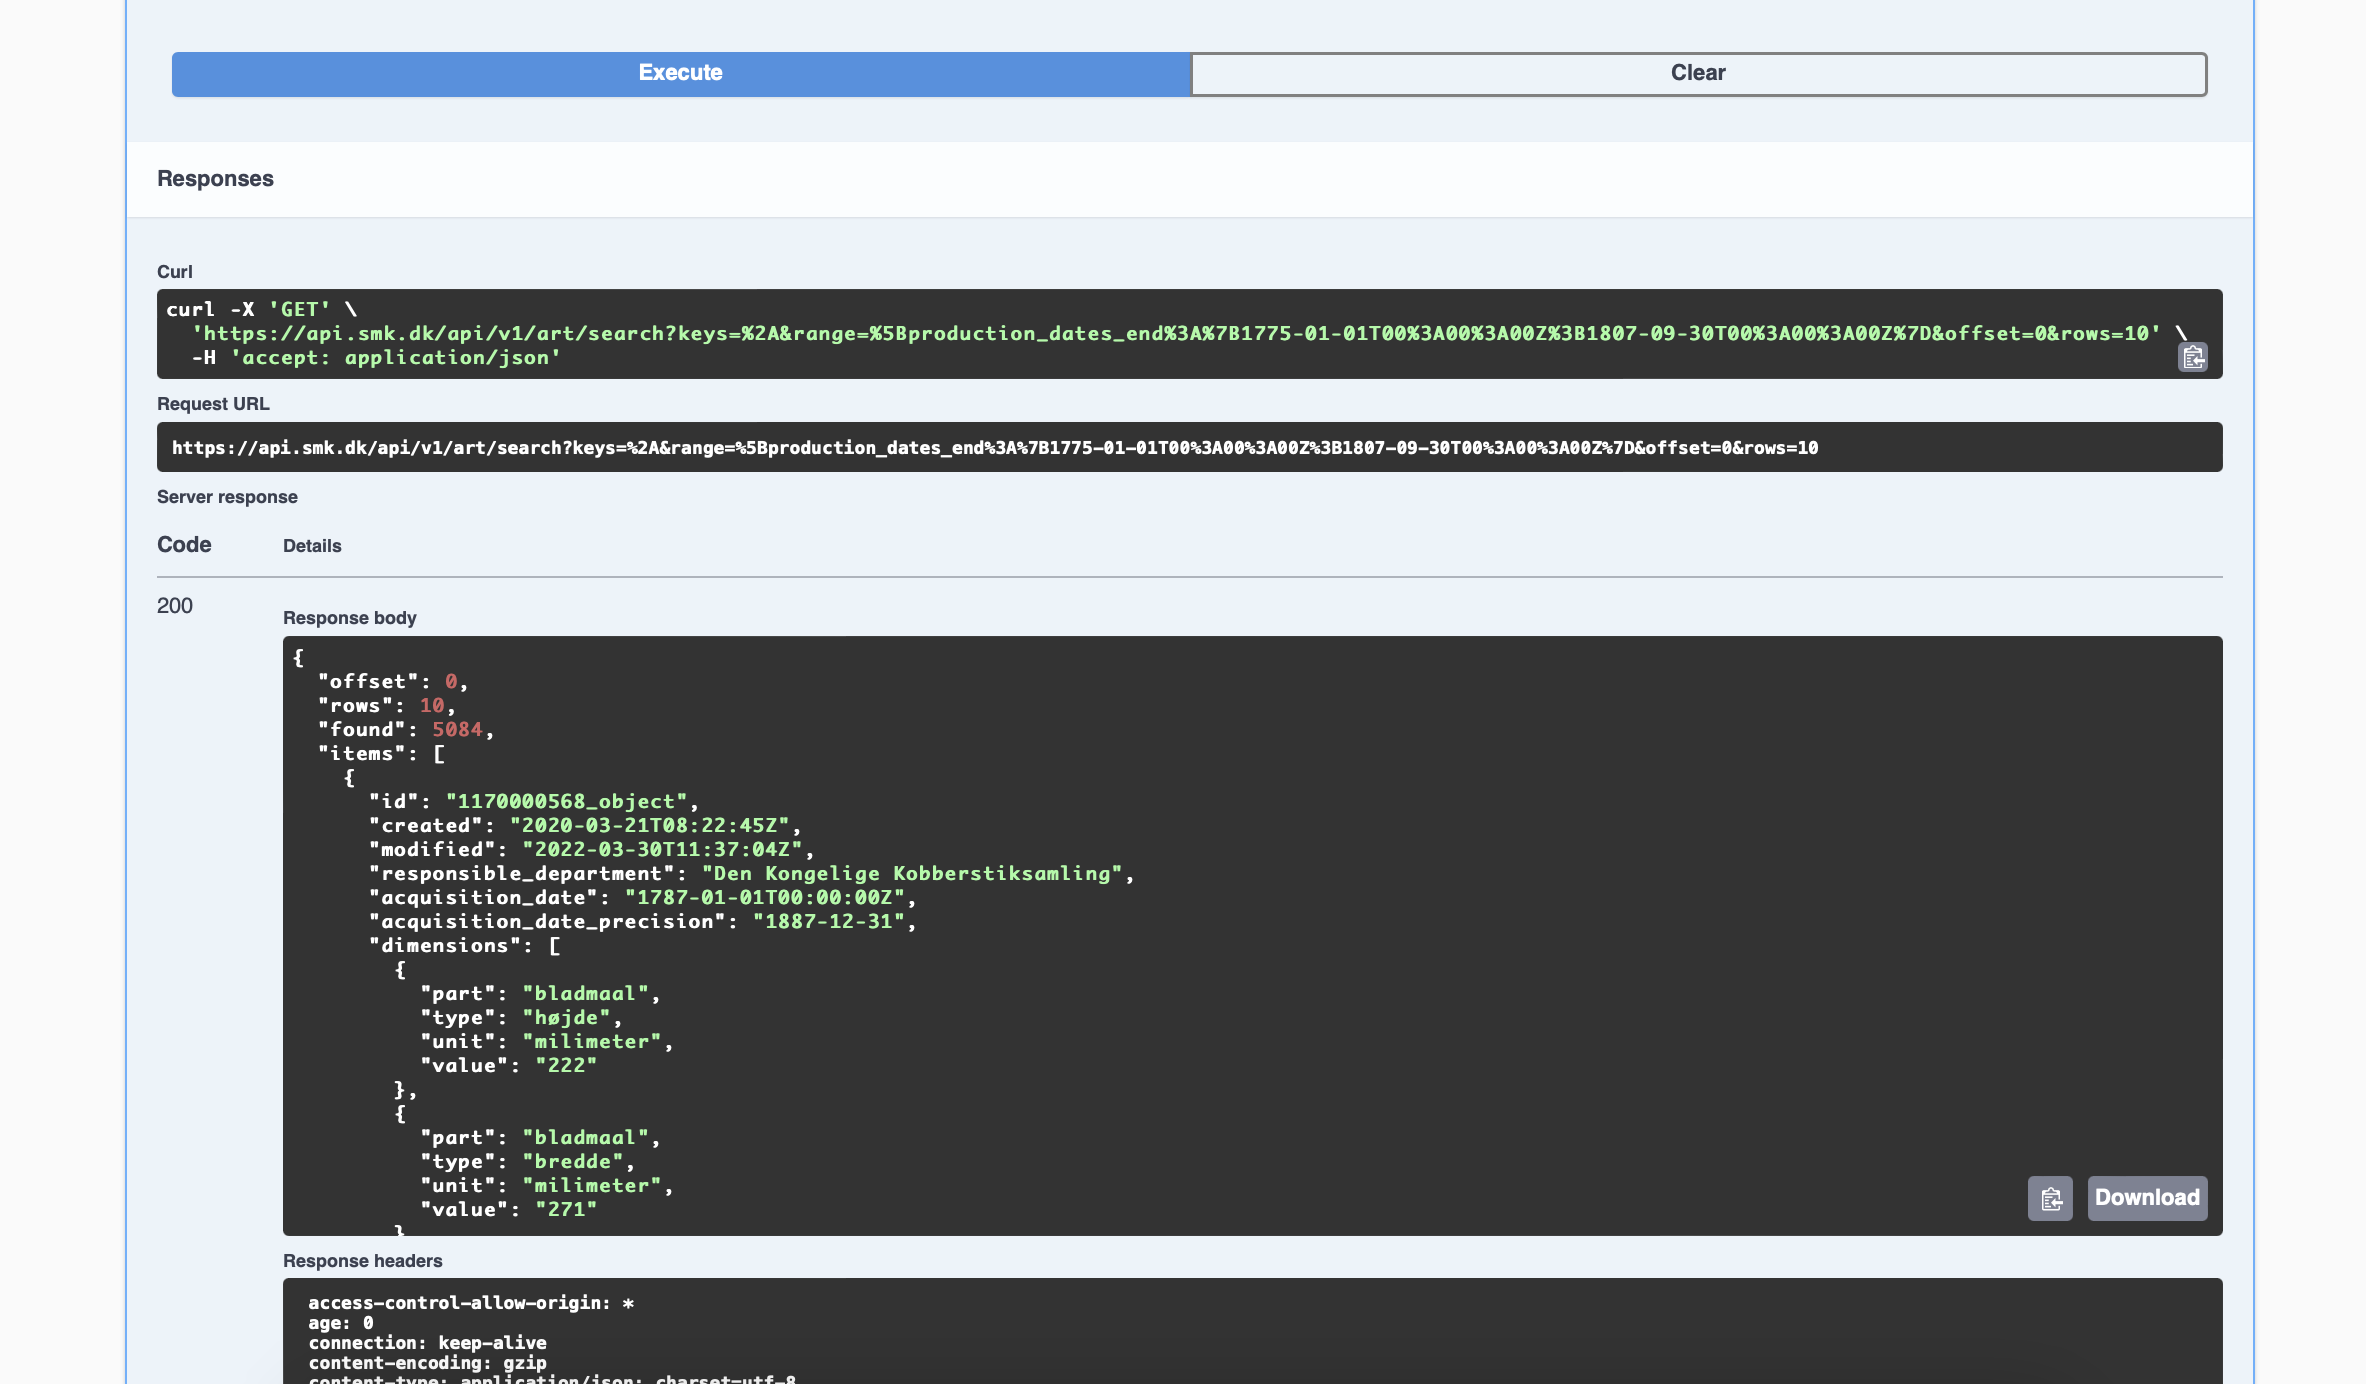 Execute
Clear
Responses
Curl
curl -X 'GET' \
'https://api.smk.dk/api/v1/art/search?keys=%2A&range=%5Bproduction_dates_end%3A%7B1775-01-01T00%3A00%3A00Z%3B1807-09-30T00%3A00%3A00Z%7D&offset=0&rows=10' \
-H 'accept: application/json'
Request URL
https://api.smk.dk/api/v1/art/search?keys=%2A&range=%5Bproduction_dates_end%3A%7B1775-01-01T00%3A00%3A00Z%3B1807-09-30T00%3A00%3A00Z%7D&offset=0&rows=10
Server response
Code
Details
200
Response body
{
"offset": 0,
"rows": 10,
"found": 5084,
"items": [
{
"id": "1170000568_object",
"created": "2020-03-21T08:22:45Z",
"modified": "2022-03-30T11:37:04Z",
"responsible_department": "Den Kongelige Kobberstiksamling",
"acquisition_date": "1787-01-01T00:00:00Z",
"acquisition_date_precision": "1887-12-31",
"dimensions": [
{
"part": "bladmaal",
"type": "højde",
"unit": "milimeter",
"value": "222"
},
{
"part": "bladmaal",
"type": "bredde",
"unit": "milimeter",
"value": "271"
}
Download
Response headers
access-control-allow-origin: *
age: 0
connection: keep-alive
content-encoding: gzip
content-type: application/json; charset=utf-8